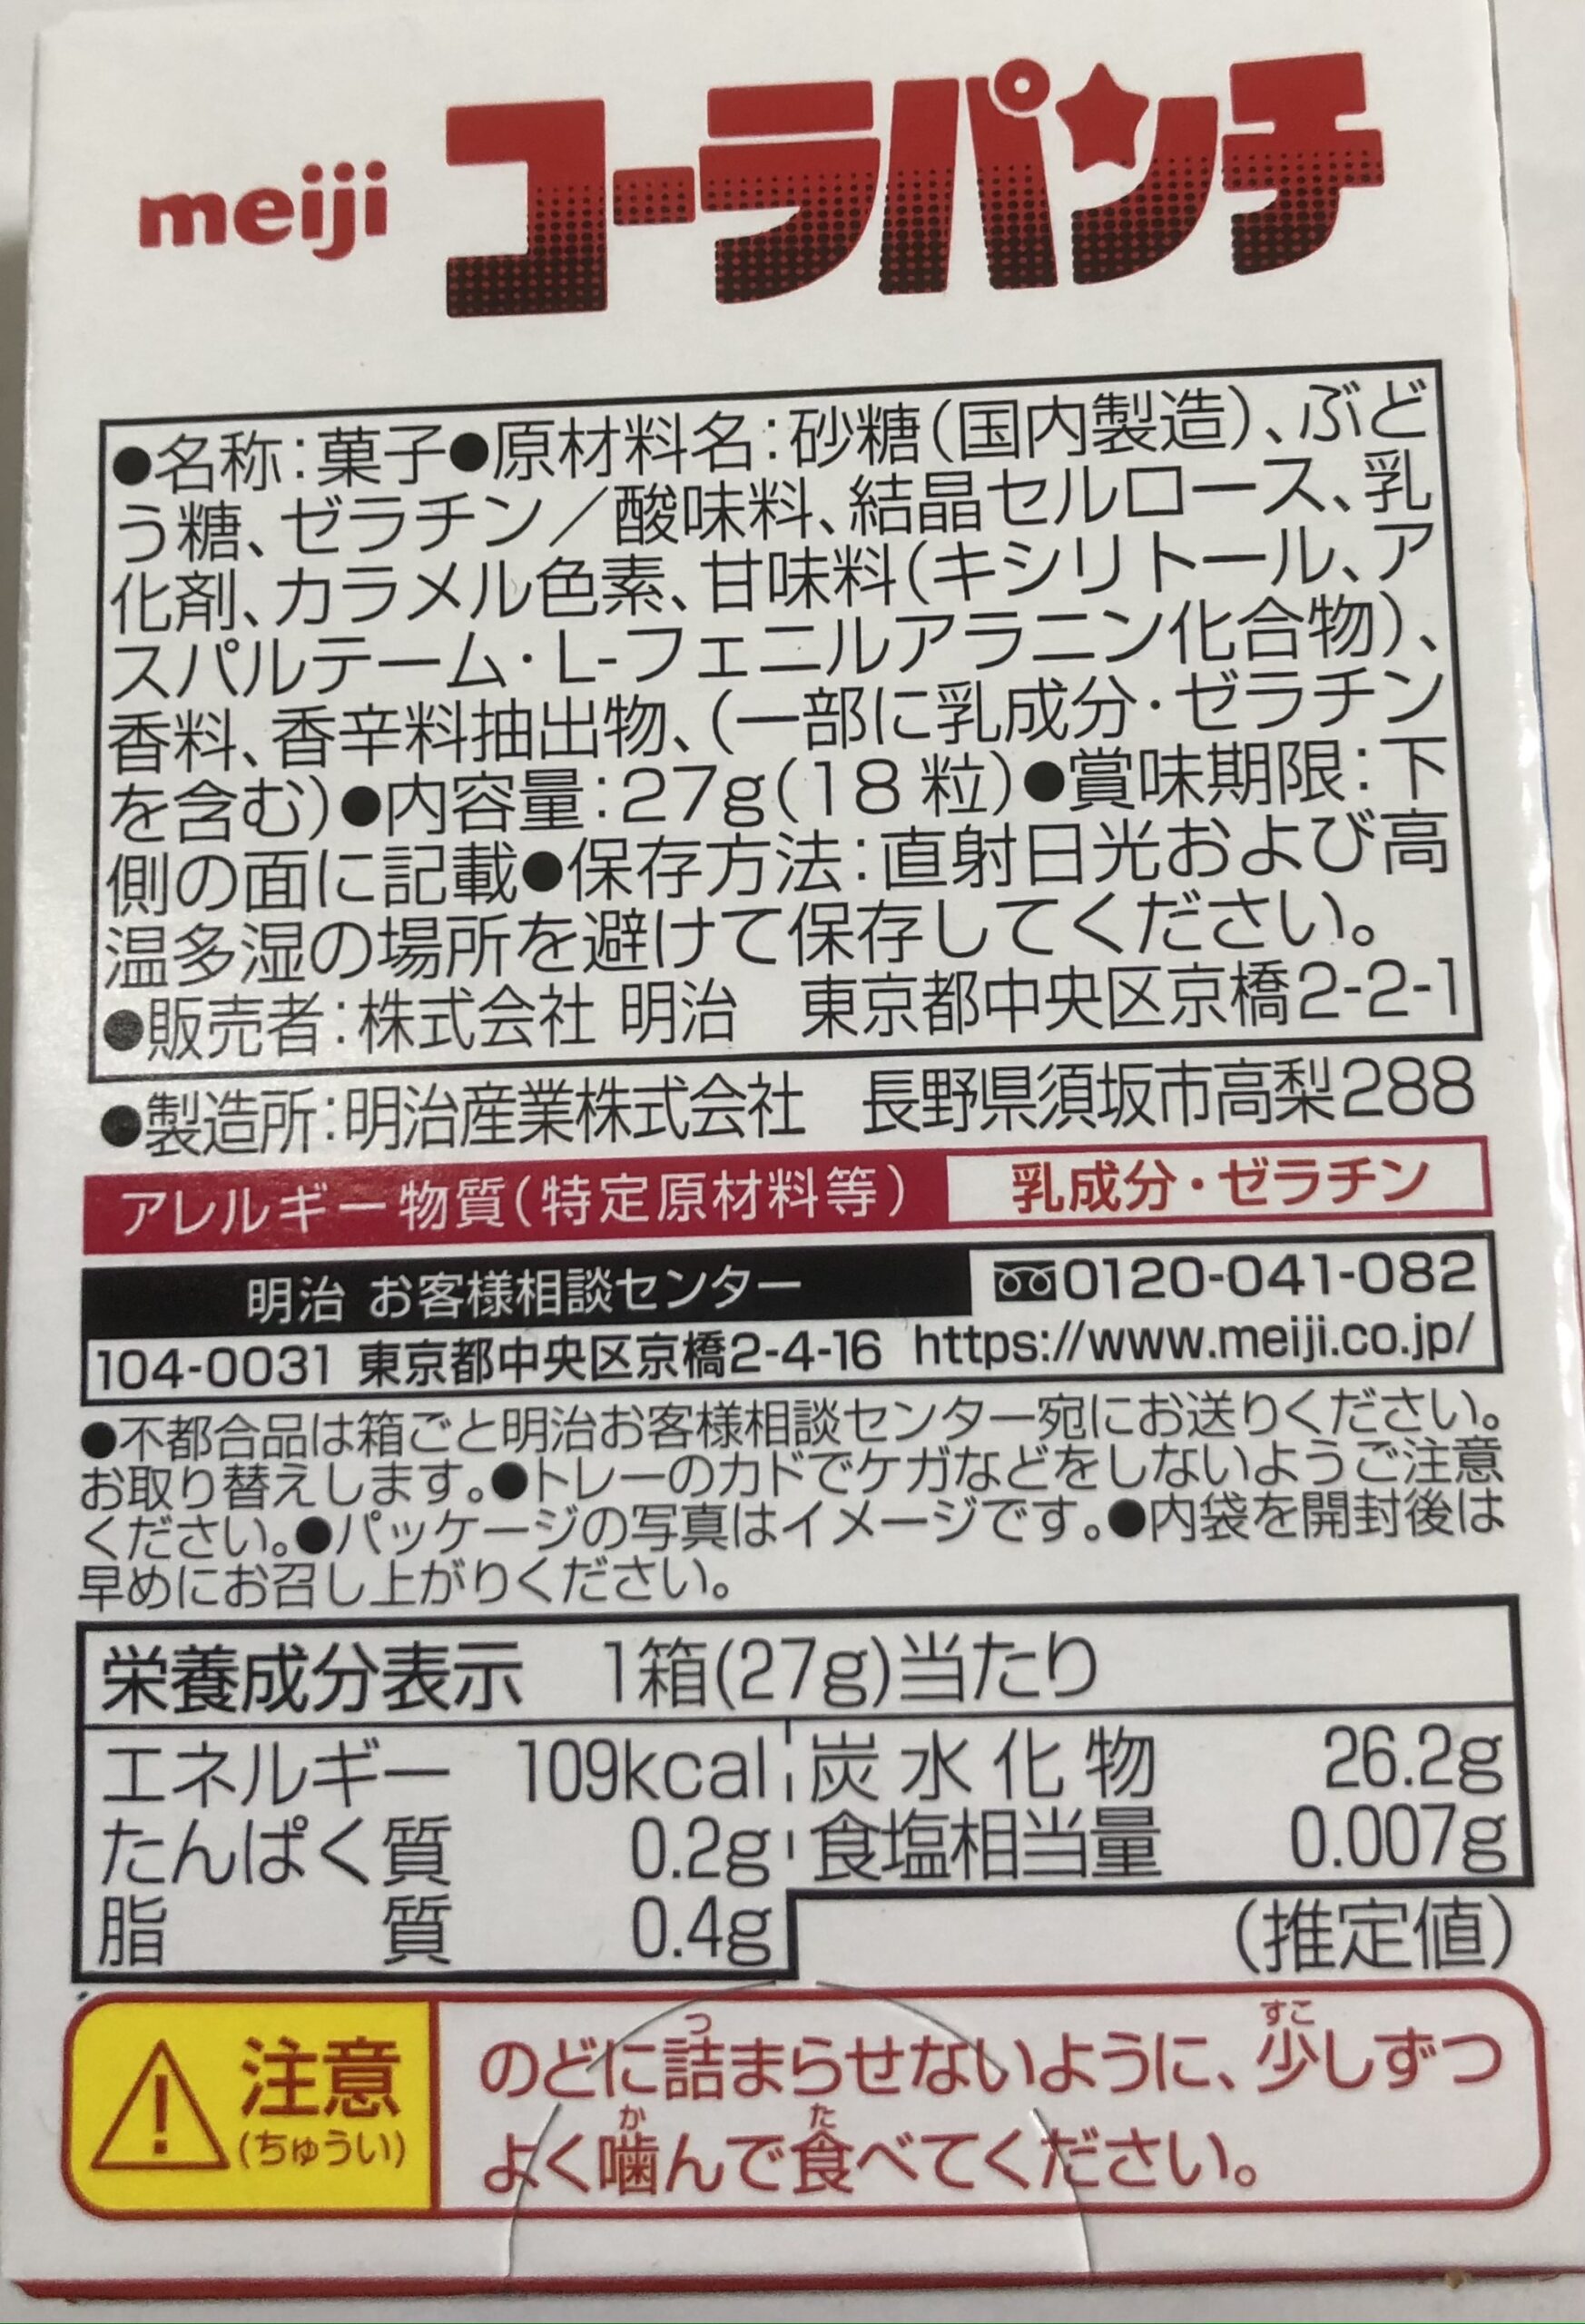 meiji コーラパンチ
●名称：菓子●原材料名：砂糖（国内製造）、ぶど
う糖、ゼラチン／酸味料、結晶セルロース、乳
化剤、カラメル色素、甘味料（キシリトール、ア
スパルテーム・L-フェニルアラニン化合物）、
香料、香辛料抽出物、（一部に乳成分・ゼラチン
を含む）●内容量：27g（18粒）●賞味期限：下
側の面に記載●保存方法：直射日光および高
温多湿の場所を避けて保存してください。
●販売者：株式会社 明治　東京都中央区京橋2-2-1
●製造所：明治産業株式会社　長野県須坂市高梨288
アレルギー物質（特定原材料等） 乳成分・ゼラチン
明治 お客様相談センター 0120-041-082
104-0031 東京都中央区京橋2-4-16 https://www.meiji.co.jp/
●不都合品は箱ごと明治お客様相談センター宛にお送りください。
お取り替えします。●トレーのカドでケガなどをしないようご注意
ください。●パッケージの写真はイメージです。●内袋を開封後は
早めにお召し上がりください。
栄養成分表示　1箱(27g)当たり
エネルギー 109kcal 炭水化物 26.2g
たんぱく質 0.2g 食塩相当量 0.007g
脂質 0.4g （推定値）
注意
(ちゅうい)
つ すこ
のどに詰まらせないように、少しずつ
か た
よく噛んで食べてください。